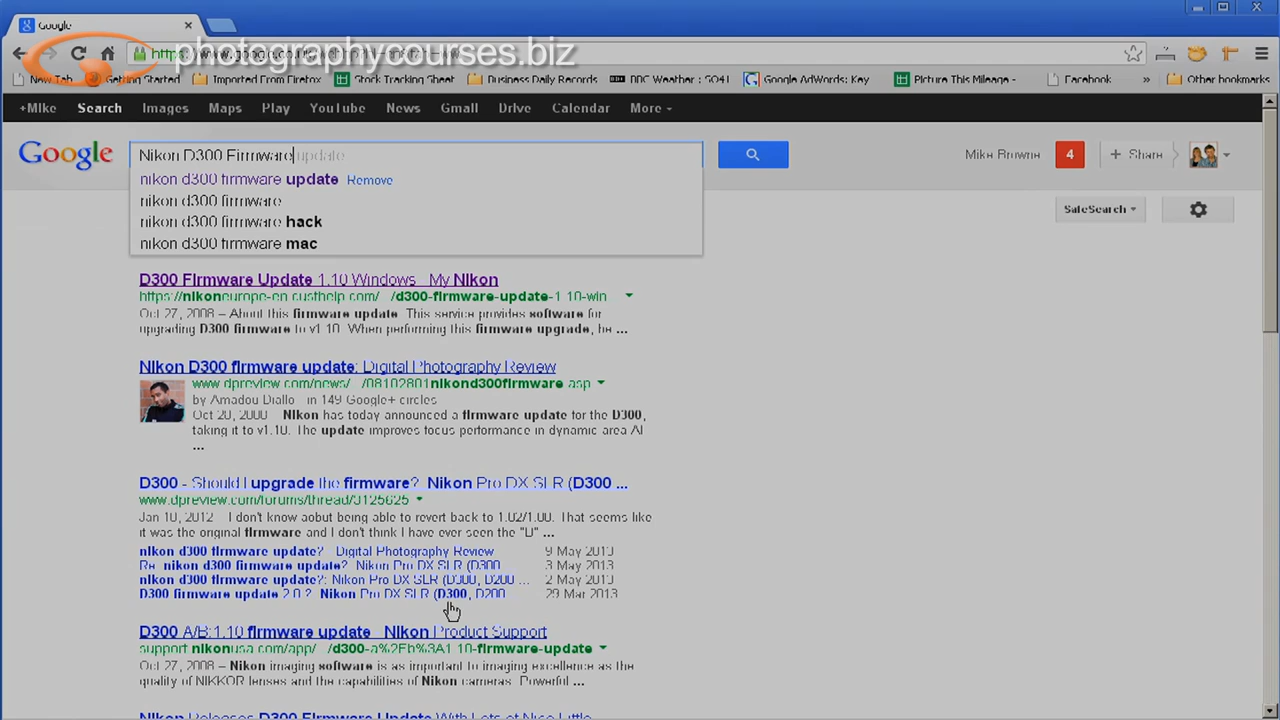 Google
photographycourses.biz
New Tab Getting Started Imported From Firefox Stock Tracking Sheet Business Daily Records BBC Weather : SO41 Google AdWords: Key Picture This Mileage - Facebook » Other bookmarks
+Mike Search Images Maps Play YouTube News Gmail Drive Calendar More
Google Nikon D300 Firmware update Mike Browne 4 + Share
nikon d300 firmware update Remove
nikon d300 firmware
nikon d300 firmware hack
nikon d300 firmware mac
SafeSearch
D300 Firmware Update 1.10 Windows - My Nikon
https://nikoneurope-en.custhelp.com/.../d300-firmware-update-1.10-win...
Oct 27, 2008 – About this firmware update. This service provides software for
upgrading D300 firmware to v1.10. When performing this firmware upgrade, be ...
Nikon D300 firmware update: Digital Photography Review
www.dpreview.com/news/.../08102801nikond300firmware.asp
by Amadou Diallo - in 149 Google+ circles
Nikon has today announced a firmware update for the D300,
taking it to v1.10. The update improves focus performance in dynamic area AF
...
D300 - Should I upgrade the firmware? Nikon Pro DX SLR (D300 ...
www.dpreview.com/forums/thread/3125625
Jan 10, 2012 – I don't know aobut being able to revert back to 1.02/1.00. That seems like
it was the original firmware and I don't think I have ever seen the "D" ...
nikon d300 firmware update? Digital Photography Review 9 May 2013
Re: nikon d300 firmware update? Nikon Pro DX SLR (D300 3 May 2013
nikon d300 firmware update?: Nikon Pro DX SLR (D300, D200 ... 2 May 2013
D300 firmware update 2.0 ? Nikon Pro DX SLR (D300, D200 29 Mar 2013
D300 A/B:1.10 firmware update - Nikon Product Support
support.nikonusa.com/app/.../d300-a%2Fb%3A1.10-firmware-update
Oct 27, 2008 – Nikon imaging software is as important to imaging excellence as the
quality of NIKKOR lenses and the capabilities of Nikon cameras. Powerful ...
Nikon Releases D300 Firmware Update With Lots of Nice Little